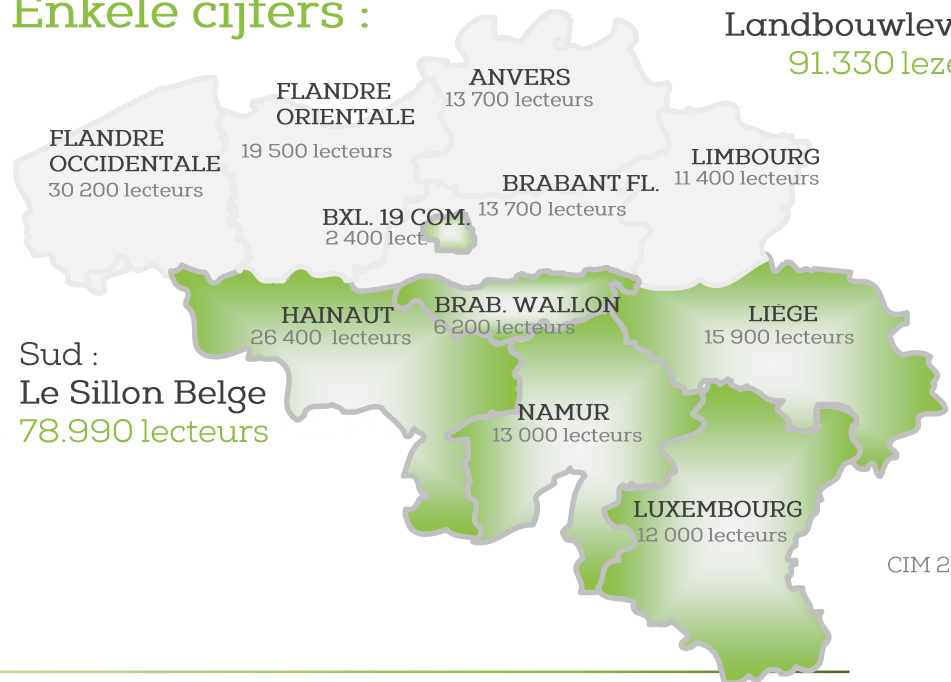 Enkele cijfers :
Landbouwlev
91.330 leze
ANVERS
13 700 lecteurs
FLANDRE
ORIENTALE
19 500 lecteurs
FLANDRE
OCCIDENTALE
30 200 lecteurs
LIMBOURG
11 400 lecteurs
BRABANT FL.
13 700 lecteurs
BXL. 19 COM.
2 400 lect.
HAINAUT
26 400 lecteurs
BRAB. WALLON
6 200 lecteurs
LIÈGE
15 900 lecteurs
Sud :
Le Sillon Belge
78.990 lecteurs
NAMUR
13 000 lecteurs
LUXEMBOURG
12 000 lecteurs
CIM 2